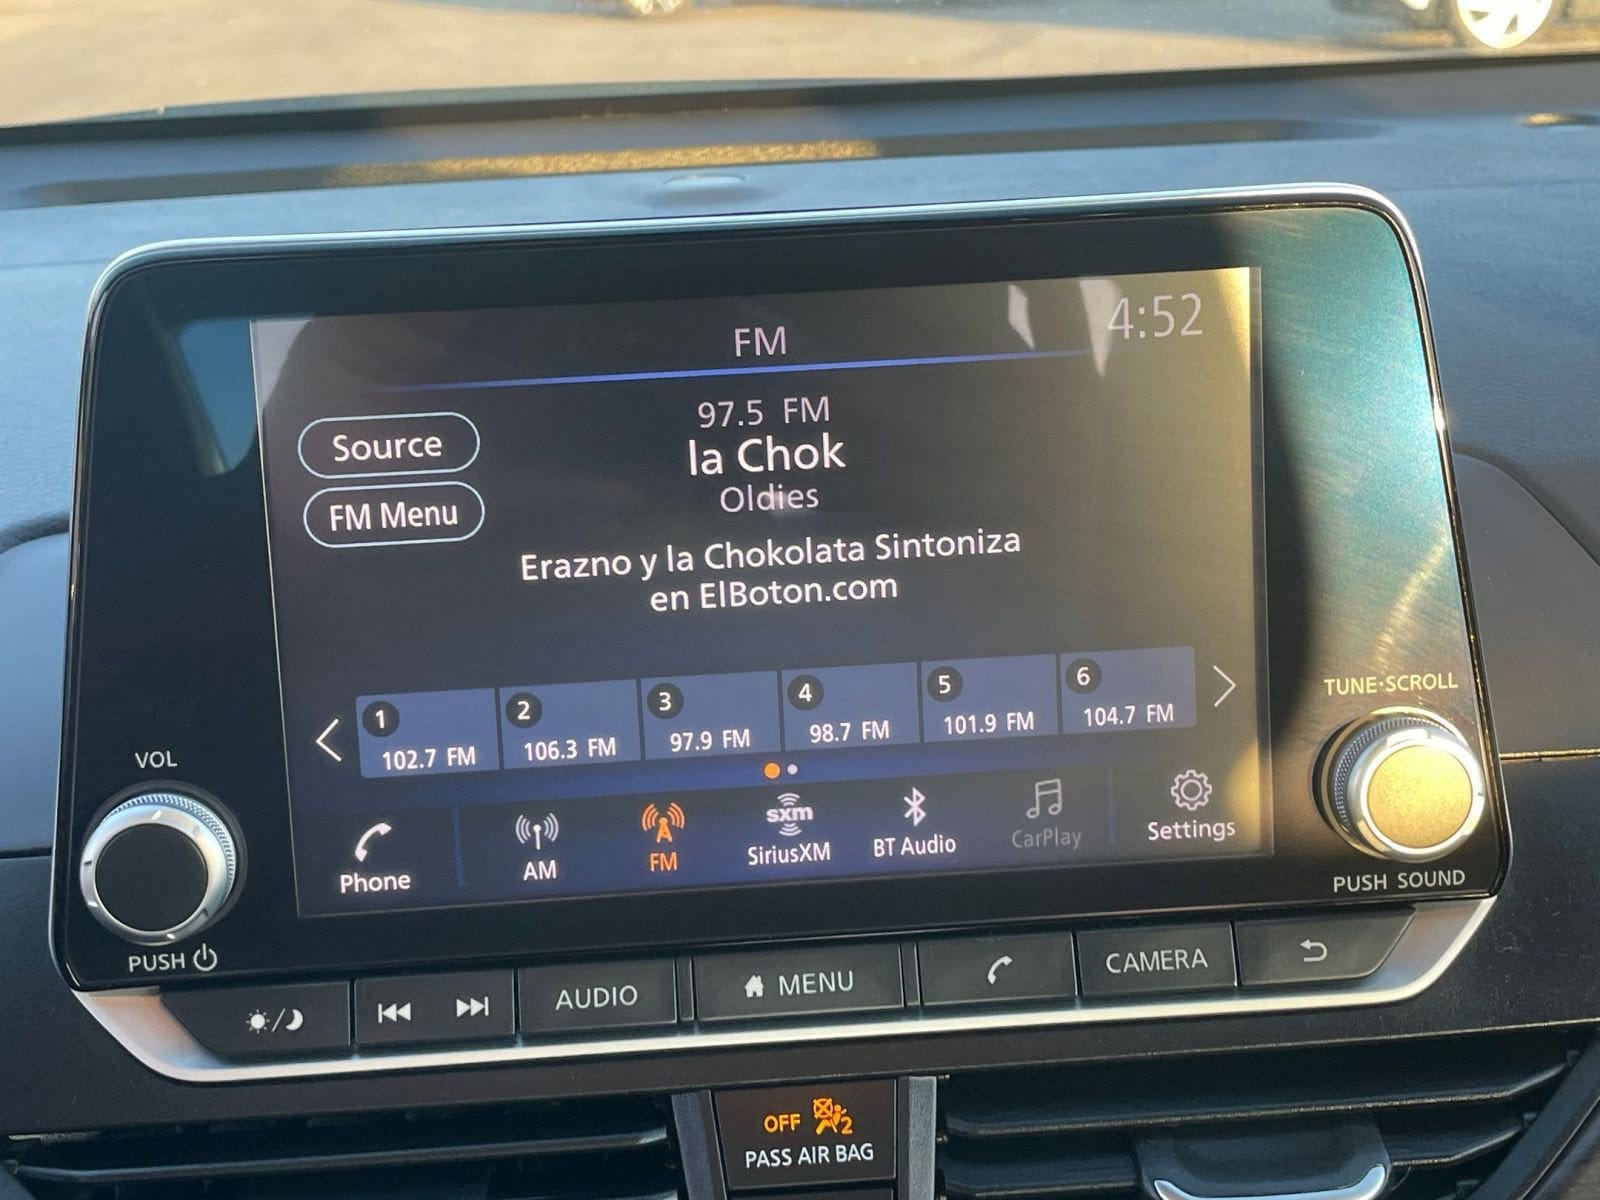 FM
4:52
Source
FM Menu
97.5 FM
la Chok
Oldies
Erazno y la Chokolata Sintoniza
en ElBoton.com
1
102.7 FM
2
106.3 FM
3
97.9 FM
4
98.7 FM
5
101.9 FM
6
104.7 FM
Phone
AM
FM
sxm
SiriusXM
BT Audio
CarPlay
Settings
VOL
PUSH
TUNE·SCROLL
PUSH SOUND
AUDIO
MENU
CAMERA
OFF
2
PASS AIR BAG